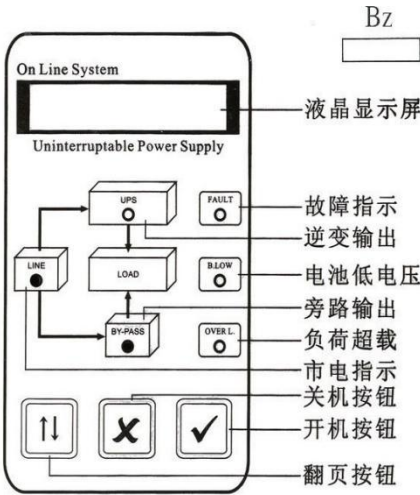 Bz
On Line System
液晶显示屏
Uninterruptable Power Supply
UPS
FAULT
故障指示
逆变输出
LINE
LOAD
B.LOW
电池低电压
旁路输出
BY-PASS
OVER L.
负荷超载
市电指示
关机按钮
开机按钮
翻页按钮